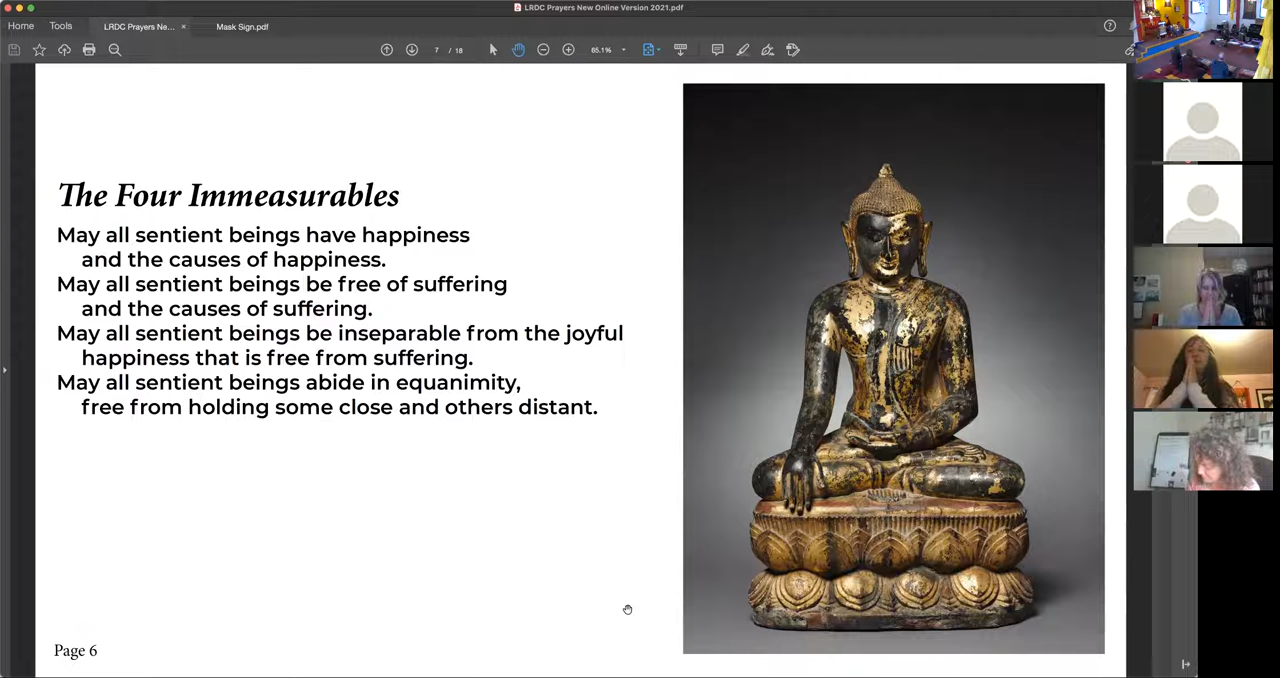 LRDC Prayers New Online Version 2021.pdf
Home
Tools
LRDC Prayers Ne...
×
Mask Sign.pdf
7 / 18
65.1%
The Four Immeasurables
May all sentient beings have happiness
and the causes of happiness.
May all sentient beings be free of suffering
and the causes of suffering.
May all sentient beings be inseparable from the joyful
happiness that is free from suffering.
May all sentient beings abide in equanimity,
free from holding some close and others distant.
Page 6